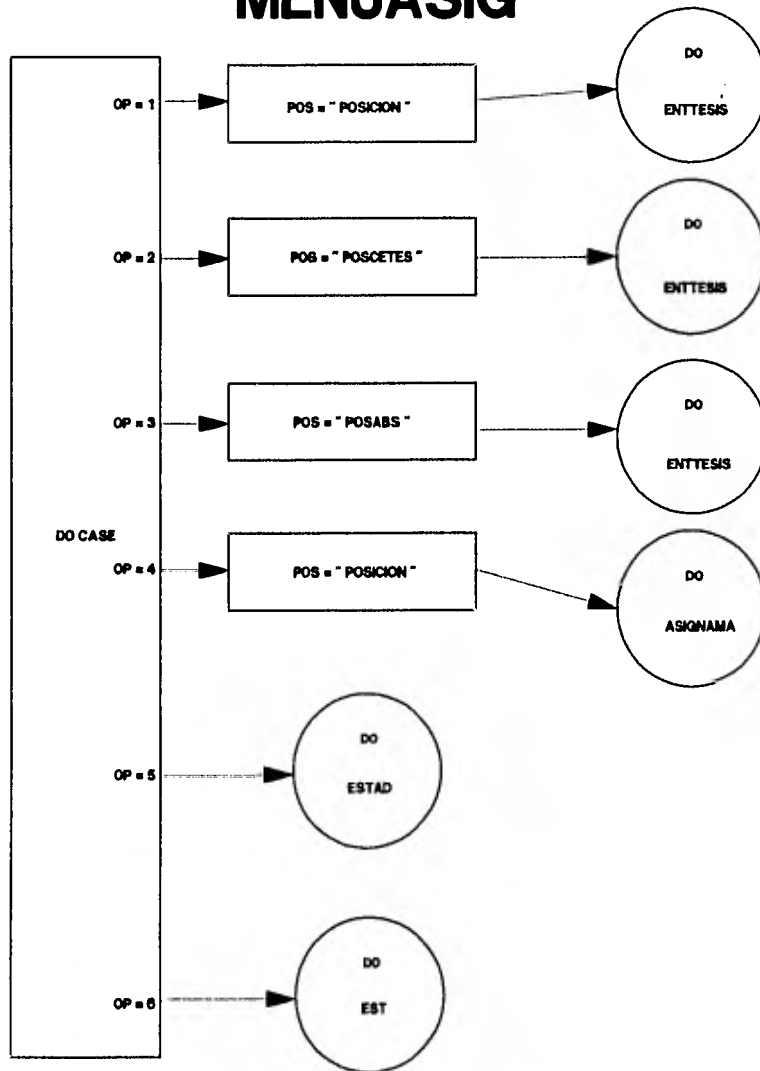 MENUASIG
OP = 1
POS = " POSICION "
DO
ENTTESIS
OP = 2
POS = " POSCETES "
DO
ENTTESIS
OP = 3
POS = " POSABS "
DO
ENTTESIS
DO CASE
OP = 4
POS = " POSICION "
DO
ASIGNAMA
OP = 5
DO
ESTAD
OP = 6
DO
EST